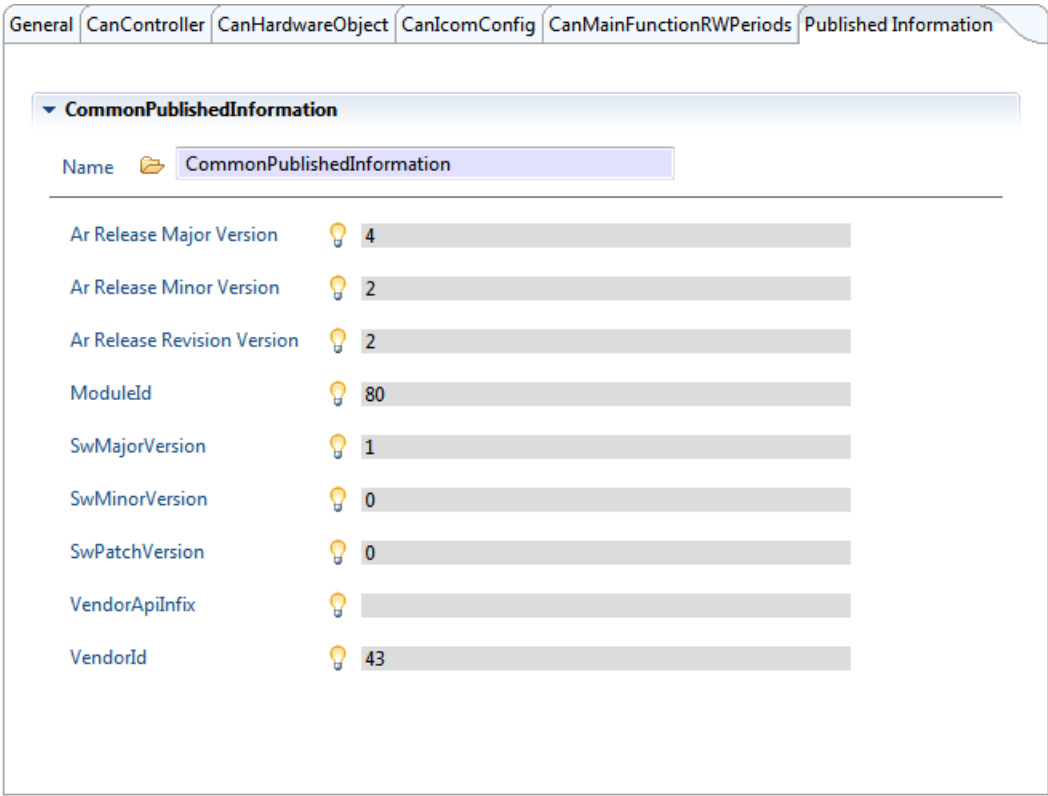 General CanController CanHardwareObject CanIcomConfig CanMainFunctionRWPeriods Published Information
CommonPublishedInformation
Name CommonPublishedInformation
Ar Release Major Version 4
Ar Release Minor Version 2
Ar Release Revision Version 2
ModuleId 80
SwMajorVersion 1
SwMinorVersion 0
SwPatchVersion 0
VendorApiInfix
VendorId 43